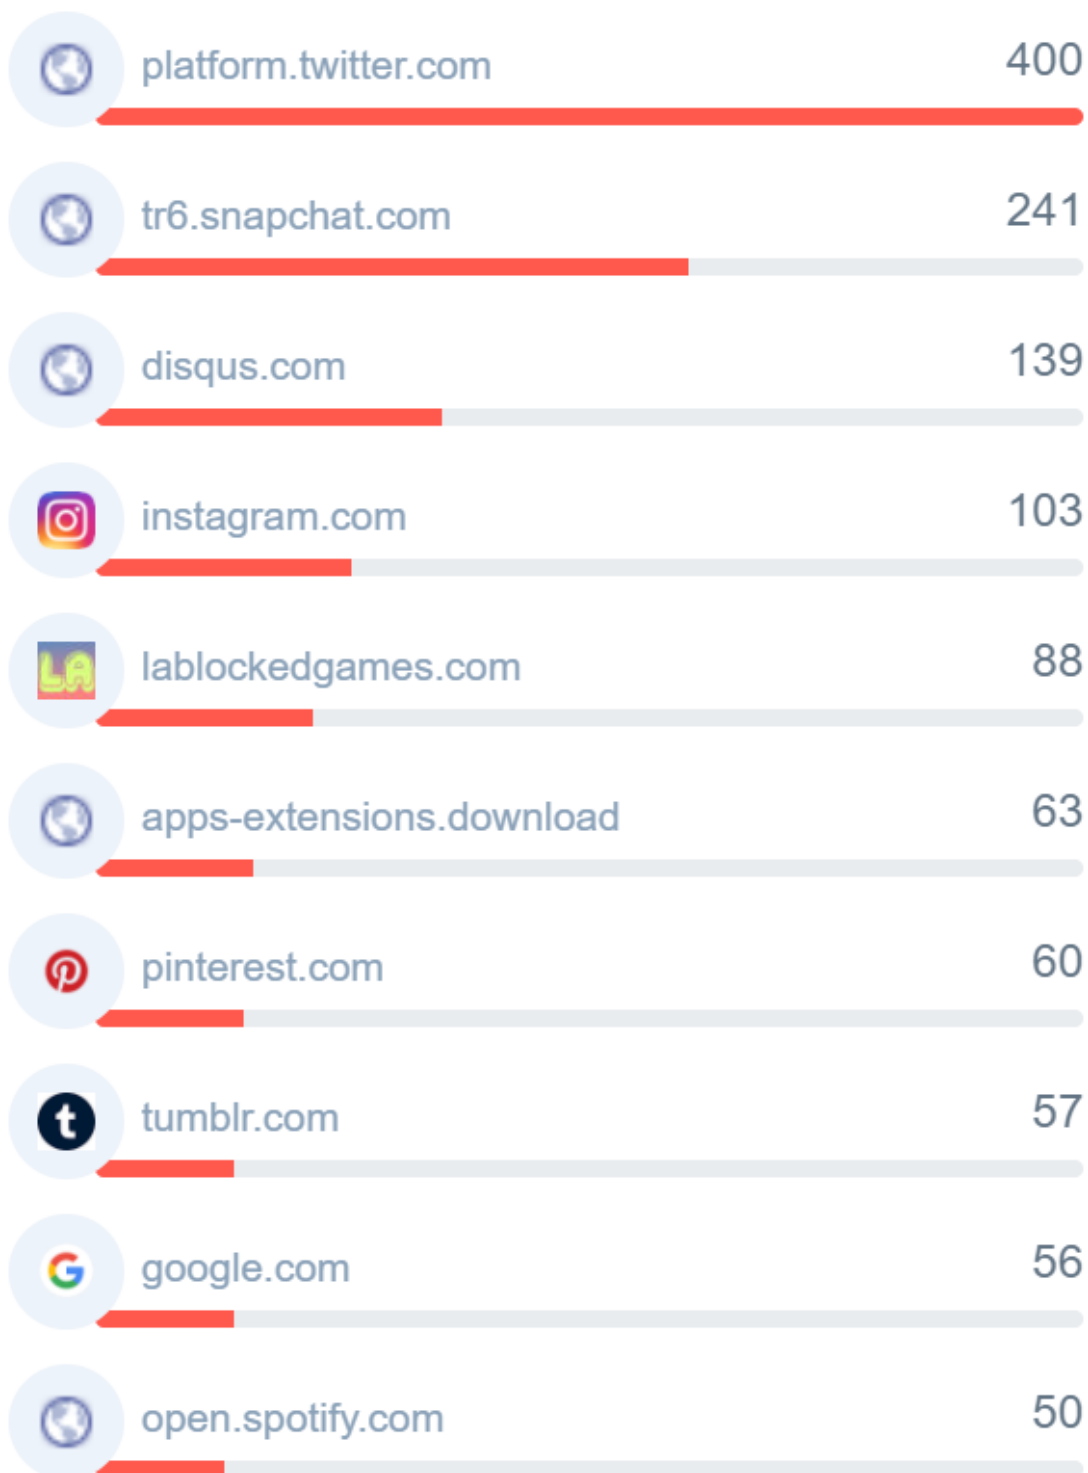 platform.twitter.com 400
tr6.snapchat.com 241
disqus.com 139
instagram.com 103
LA
lablockedgames.com 88
apps-extensions.download 63
pinterest.com 60
t
tumblr.com 57
G
google.com 56
open.spotify.com 50